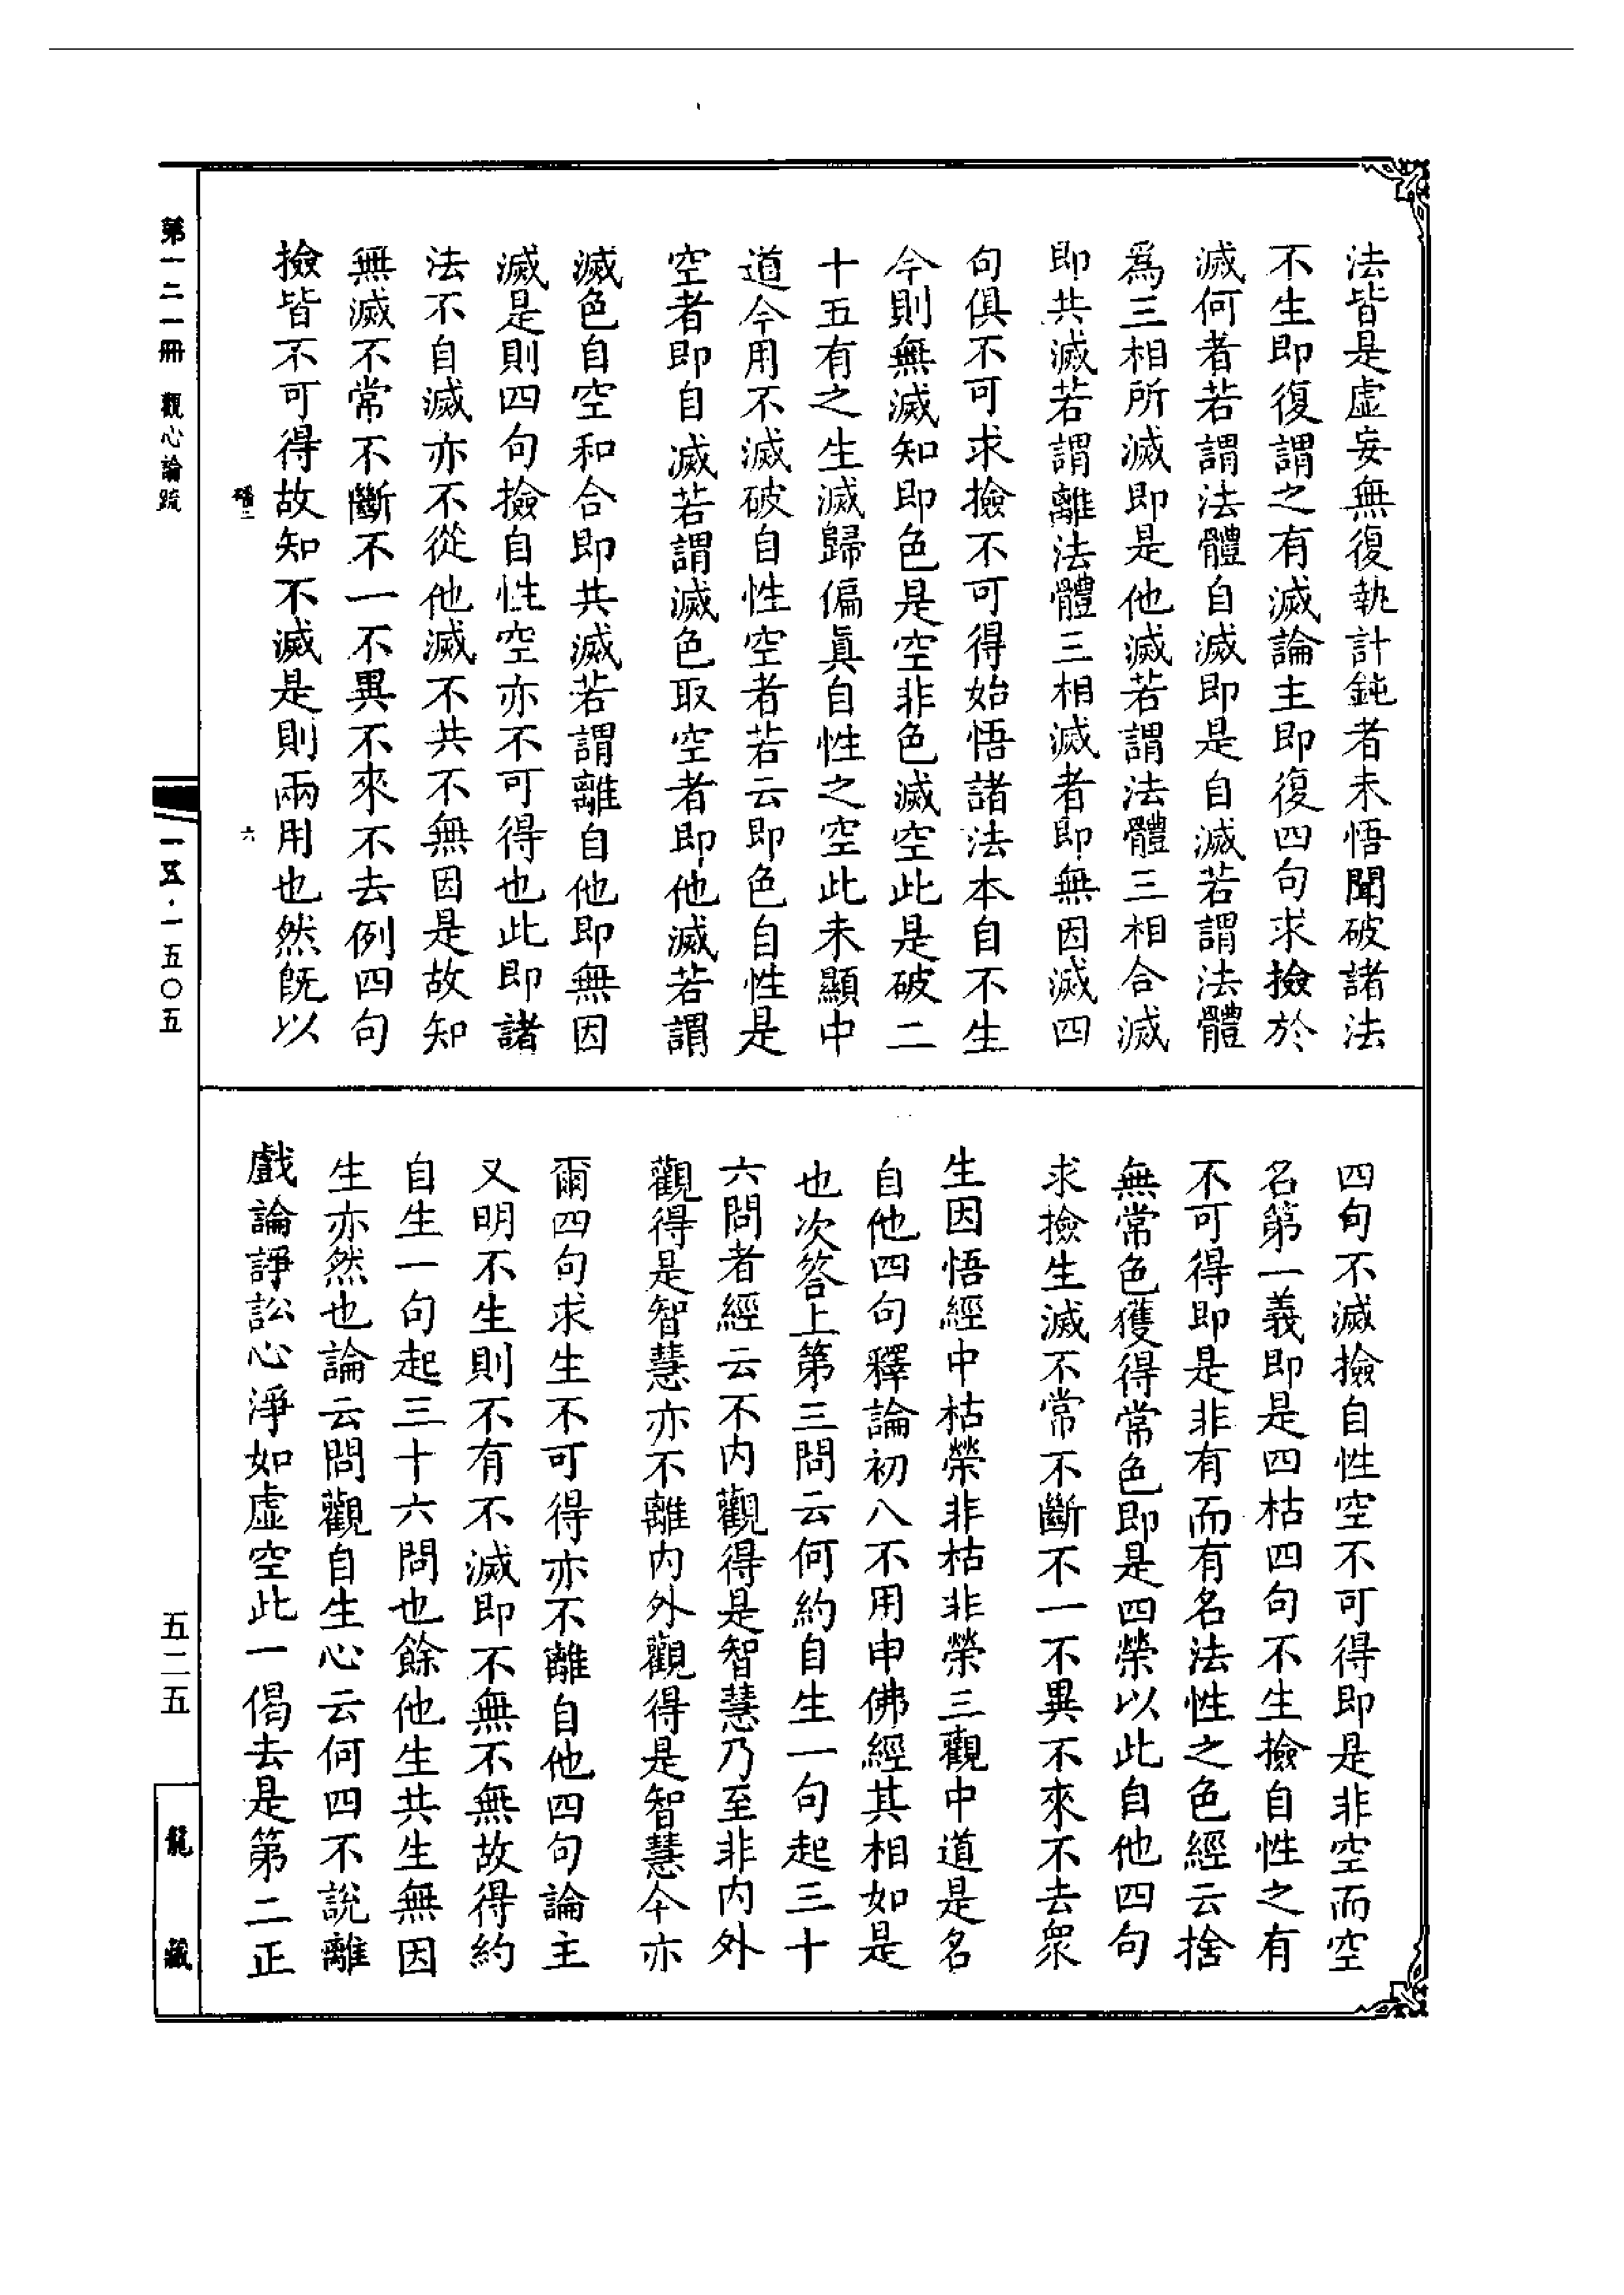 法皆是虛妄無復執計鈍者未悟聞破諸法
不生即復謂之有滅論主即復四句求撿於
滅何者若謂法體自滅即是自滅若謂法體
爲三相所滅即是他滅若謂法體三相合滅
即共滅若謂離法體三相滅者即無因滅四
句俱不可求撿不可得始悟諸法本自不生
今則無滅知即色是空非色滅空此是破二
十五有之生滅歸偏眞自性之空此未顯中
道今用不滅破自性空者若云即色自性是
空者即自滅若謂滅色取空者即他滅若謂
滅色自空和合即共滅若謂離自他即無因
滅是則四句撿自性空亦不可得也此即諸
法不自滅亦不從他滅不共不無因是故知
無滅不常不斷不一不異不來不去例四句
撿皆不可得故知不滅是則兩用也然既以
六
四句不滅撿自性空不可得即是非空而空
名第一義即是四枯四句不生撿自性之有
不可得即是非有而有名法性之色經云捨
無常色獲得常色即是四榮以此自他四句
求撿生滅不常不斷不一不異不來不去衆
生因悟經中枯榮非枯非榮三觀中道是名
自他四句釋論初八不用申佛經其相如是
也次答上第三問云何約自生一句起三十
六問者經云不内觀得是智慧乃至非内外
觀得是智慧亦不離内外觀得是智慧今亦
爾四句求生不可得亦不離自他四句論主
又明不生則不有不滅即不無不無故得約
自生一句起三十六問也餘他生共生無因
生亦然也論云問觀自生心云何四不說離
戲論諍訟心淨如虛空此一偈去是第二正
第一二一冊 觀心論疏
一五·一五〇五
五二五
龍藏